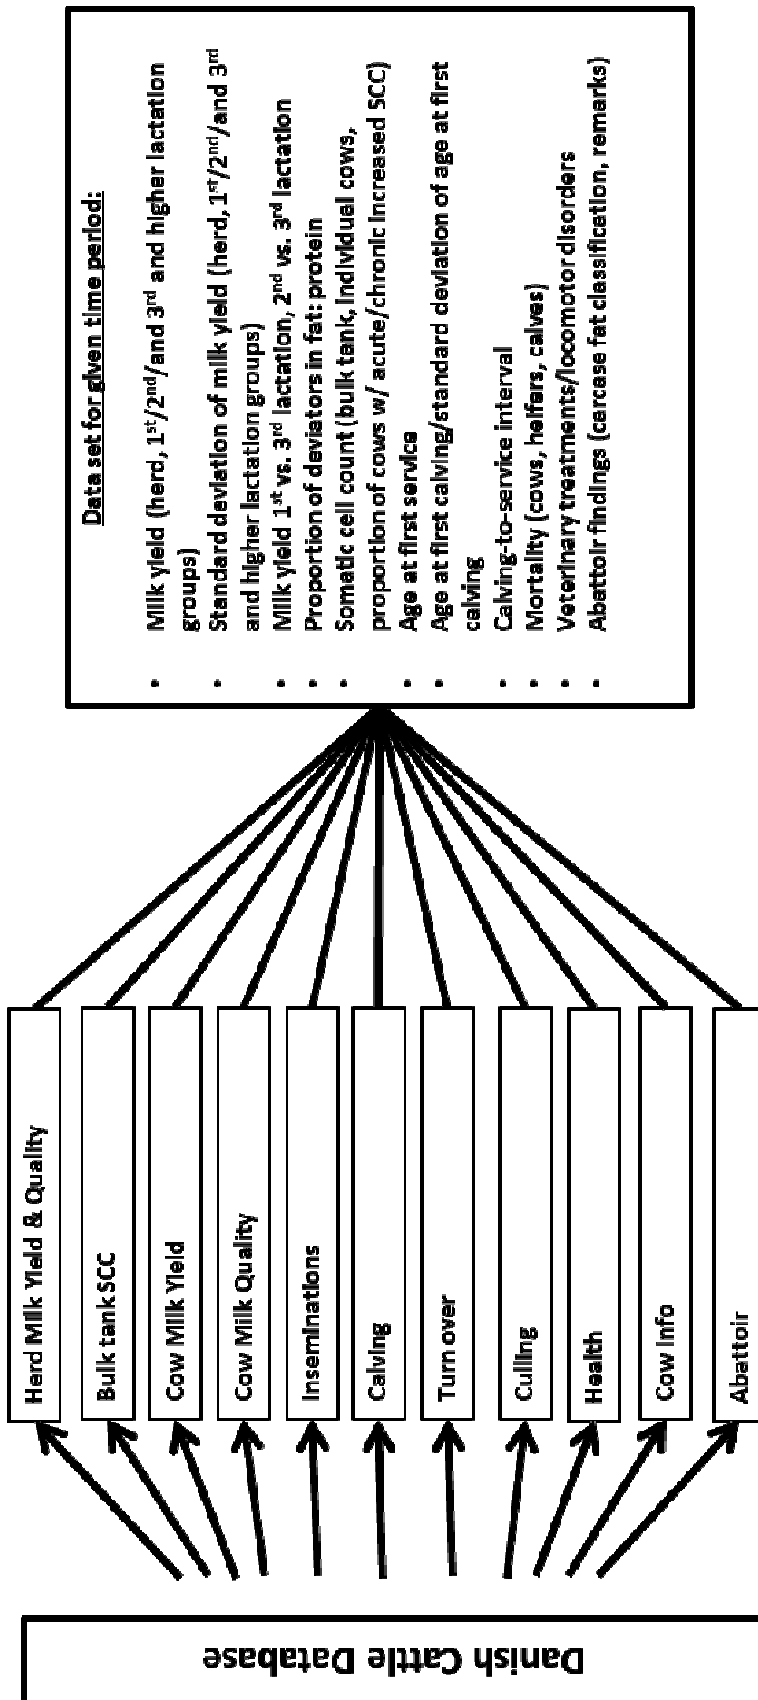 Danish Cattle Database
Herd Milk Yield & Quality
Bulk tank SCC
Cow Milk Yield
Cow Milk Quality
Inseminations
Calving
Turn over
Culling
Health
Cow Info
Abattoir
Data set for given time period:
• Milk yield (herd, 1st/2nd/and 3rd and higher lactation
groups)
• Standard deviation of milk yield (herd, 1st/2nd/and 3rd
and higher lactation groups)
• Milk yield 1st vs. 3rd lactation, 2nd vs. 3rd lactation
• Proportion of deviators in fat: protein
• Somatic cell count (bulk tank, individual cows,
proportion of cows w/ acute/chronic increased SCC)
• Age at first service
• Age at first calving/standard deviation of age at first
calving
• Calving-to-service interval
• Mortality (cows, heifers, calves)
• Veterinary treatments/locomotor disorders
• Abattoir findings (carcase fat classification, remarks)